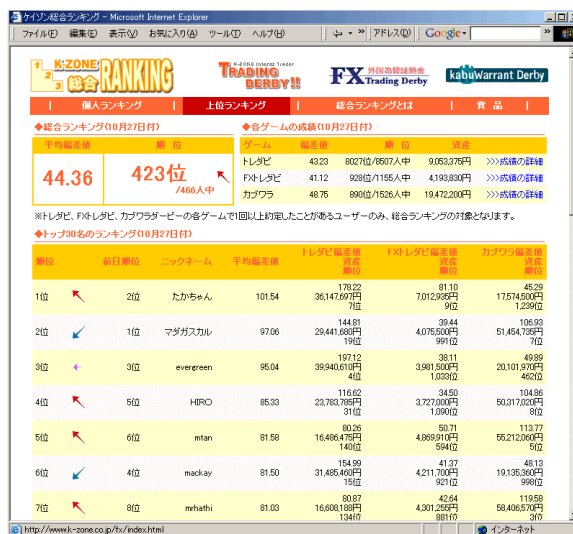 ケイゾン総合ランキング - Microsoft Internet Explorer
ファイル(F) 編集(E) 表示(V) お気に入り(A) ツール(T) ヘルプ(H) » アドレス(D) Google »
1 2 3 K-ZONE 総合 RANKING
K-ZONE Internet Trader TRADING DERBY!!
FX 外国為替証拠金 Trading Derby
kabuWarrant Derby
| 個人ランキング | 上位ランキング | 総合ランキングとは | 賞 品 |
◆総合ランキング(10月27日付) ◆各ゲームの成績(10月27日付)
平均偏差値 順 位
44.36 423位 /466人中
ゲーム 偏差値 順 位 資産
トレダビ 43.23 8027位/8507人中 9,053,375円 >>>成績の詳細
FXトレダビ 41.12 928位/1155人中 4,193,830円 >>>成績の詳細
カブワラ 48.75 890位/1526人中 19,472,200円 >>>成績の詳細
※トレダビ、FXトレダビ、カブワラダービーの各ゲームで1回以上約定したことがあるユーザーのみ、総合ランキングの対象となります。
◆トップ30名のランキング(10月27日付)
順位 前日順位 ニックネーム 平均偏差値 トレダビ偏差値 資産 順位 FXトレダビ偏差値 資産 順位 カブワラ偏差値 資産 順位
1位 2位 たかちゃん 101.54 178.22 36,147,697円 7位 81.10 7,012,935円 9位 45.29 17,574,500円 1,239位
2位 1位 マダガスカル 97.06 144.81 29,441,680円 19位 39.44 4,075,500円 991位 106.93 51,454,735円 7位
3位 3位 evergreen 95.04 197.12 39,940,610円 4位 38.11 3,981,500円 1,033位 49.89 20,101,970円 462位
4位 5位 HIRO 85.33 116.62 23,783,785円 31位 34.50 3,727,000円 1,090位 104.86 50,317,020円 8位
5位 6位 mtan 81.58 80.26 16,486,475円 140位 50.71 4,869,910円 594位 113.77 55,212,060円 5位
6位 4位 mackay 81.50 154.99 31,485,460円 15位 41.37 4,211,700円 921位 48.13 19,135,360円 998位
7位 8位 mrhathi 81.03 80.87 16,608,188円 134位 42.64 4,301,255円 881位 119.58 58,406,570円 3位
http://www.k-zone.co.jp/fx/index.html インターネット